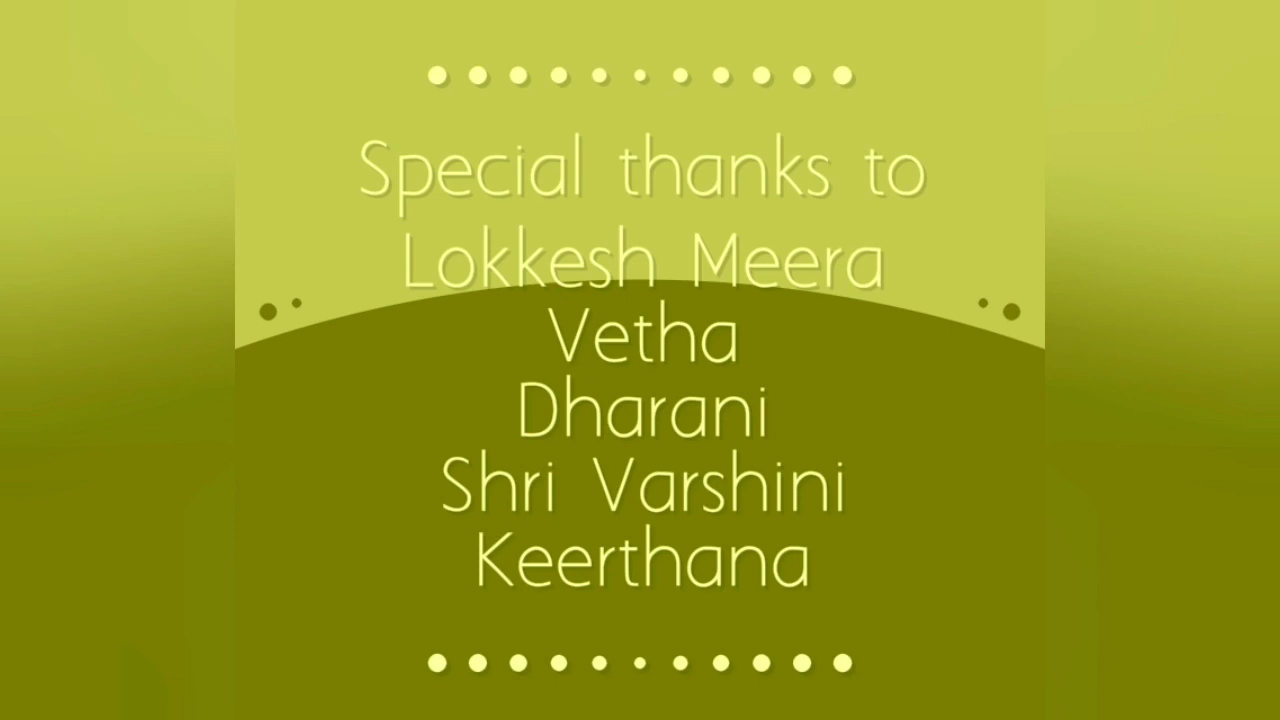 Special thanks to
Lokkesh Meera
Vetha
Dharani
Shri Varshini
Keerthana